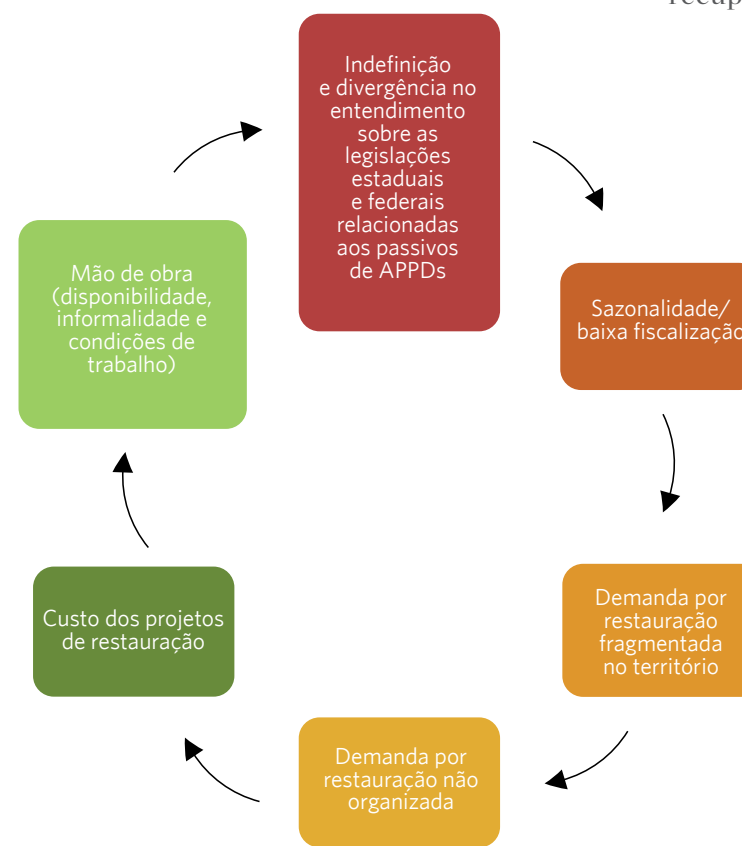 Indefinição
e divergência no
entendimento
sobre as
legislações
estaduais
e federais
relacionadas
aos passivos
de APPDs
Sazonalidade/
baixa fiscalização
Demanda por
restauração
fragmentada
no território
Demanda por
restauração não
organizada
Custo dos projetos
de restauração
Mão de obra
(disponibilidade,
informalidade e
condições de
trabalho)